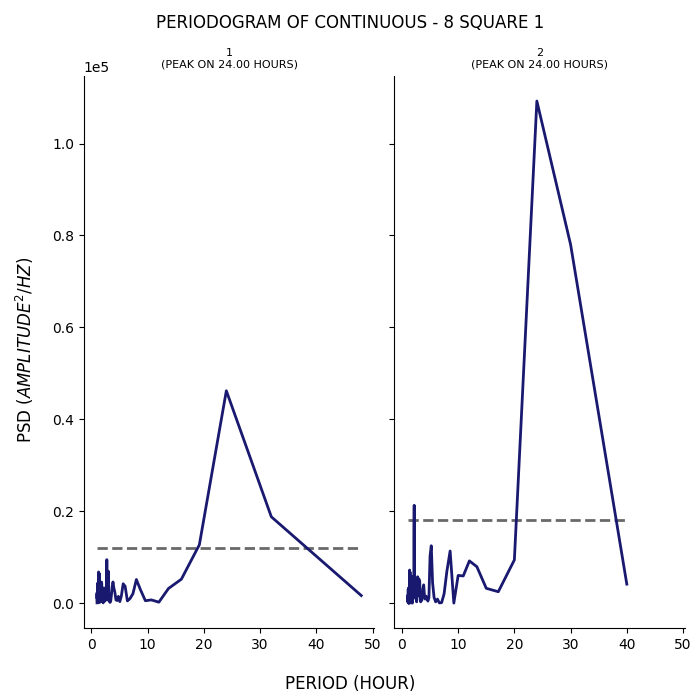 PERIODOGRAM OF CONTINUOUS - 8 SQUARE 1
1
(PEAK ON 24.00 HOURS)
2
(PEAK ON 24.00 HOURS)
1e5
1.0
0.8
0.6
0.4
0.2
0.0
PSD (AMPLITUDE²/HZ)
0 10 20 30 40 50
0 10 20 30 40 50
PERIOD (HOUR)